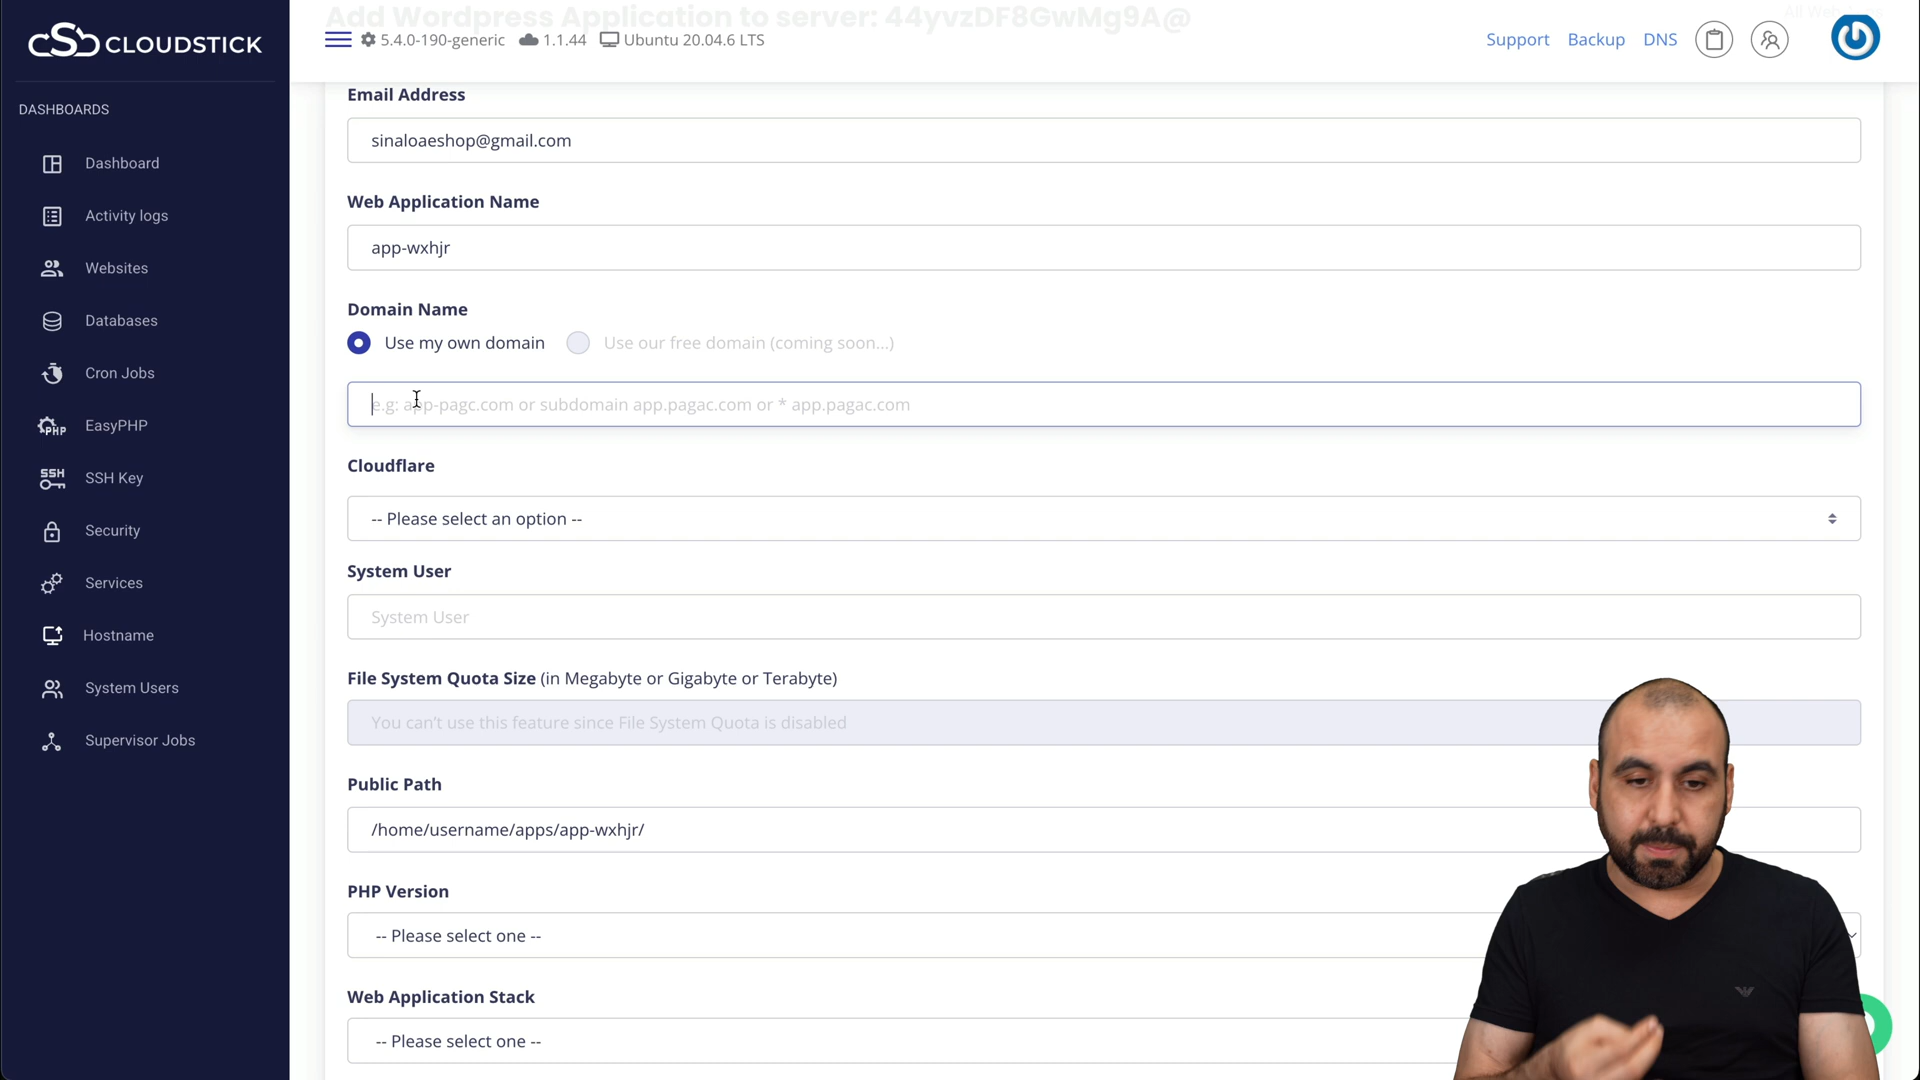 Add Wordpress Application to server: 44yvzDF8GwMg9A@
All Web
CLOUDSTICK
5.4.0-190-generic 1.1.44 Ubuntu 20.04.6 LTS
Support Backup DNS
DASHBOARDS
Dashboard
Activity logs
Websites
Databases
Cron Jobs
PHP EasyPHP
SSH SSH Key
Security
Services
Hostname
System Users
Supervisor Jobs
Email Address
sinaloaeshop@gmail.com
Web Application Name
app-wxhjr
Domain Name
Use my own domain Use our free domain (coming soon...)
e.g: app-pagc.com or subdomain app.pagac.com or * app.pagac.com
Cloudflare
-- Please select an option --
System User
System User
File System Quota Size (in Megabyte or Gigabyte or Terabyte)
You can't use this feature since File System Quota is disabled
Public Path
/home/username/apps/app-wxhjr/
PHP Version
-- Please select one --
Web Application Stack
-- Please select one --